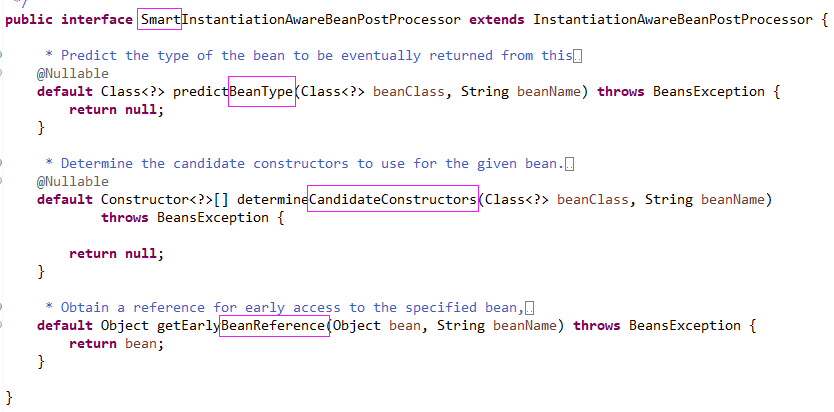 */
public interface SmartInstantiationAwareBeanPostProcessor extends InstantiationAwareBeanPostProcessor {
* Predict the type of the bean to be eventually returned from this
@Nullable
default Class<?> predictBeanType(Class<?> beanClass, String beanName) throws BeansException {
return null;
}
* Determine the candidate constructors to use for the given bean.
@Nullable
default Constructor<?>[] determineCandidateConstructors(Class<?> beanClass, String beanName)
throws BeansException {
return null;
}
* Obtain a reference for early access to the specified bean,
default Object getEarlyBeanReference(Object bean, String beanName) throws BeansException {
return bean;
}
}